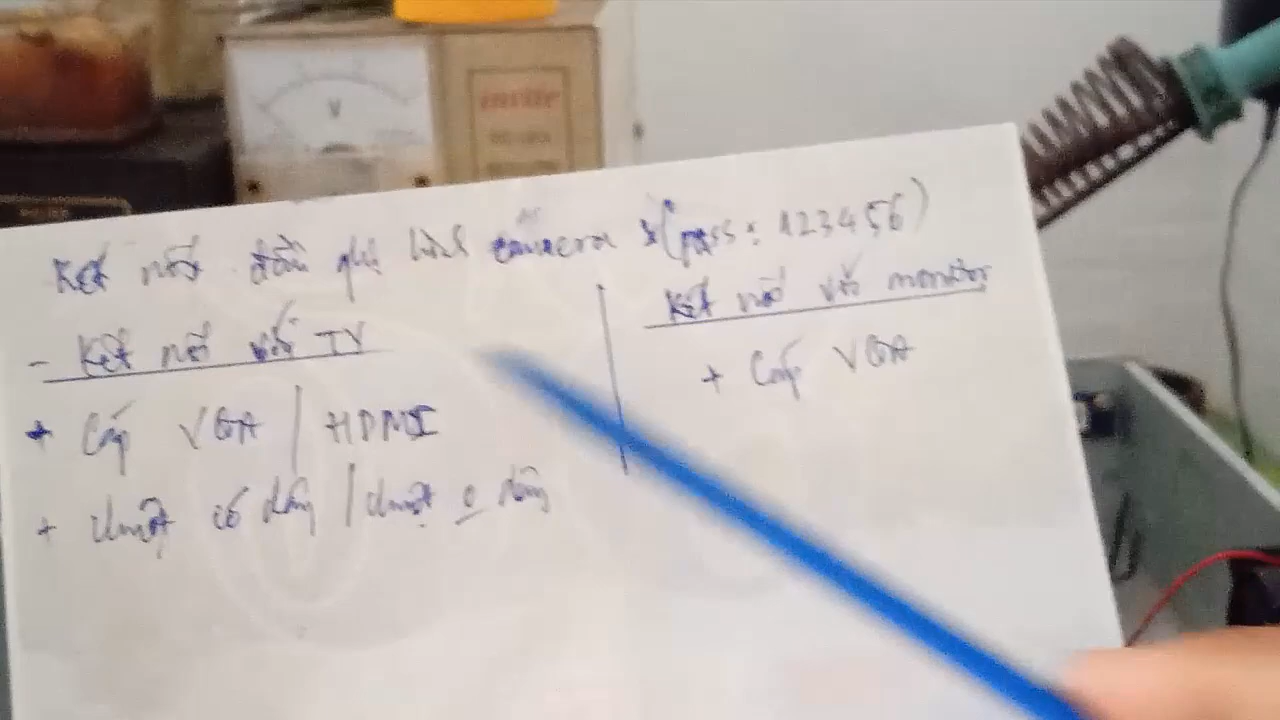 V
Kết nối đầu ghi hình camera (pass: 123456)
- Kết nối với TV
+ Cáp VGA | HDMI
+ chuột có dây | chuột 0 dây
Kết nối với monitor
+ Cáp VGA